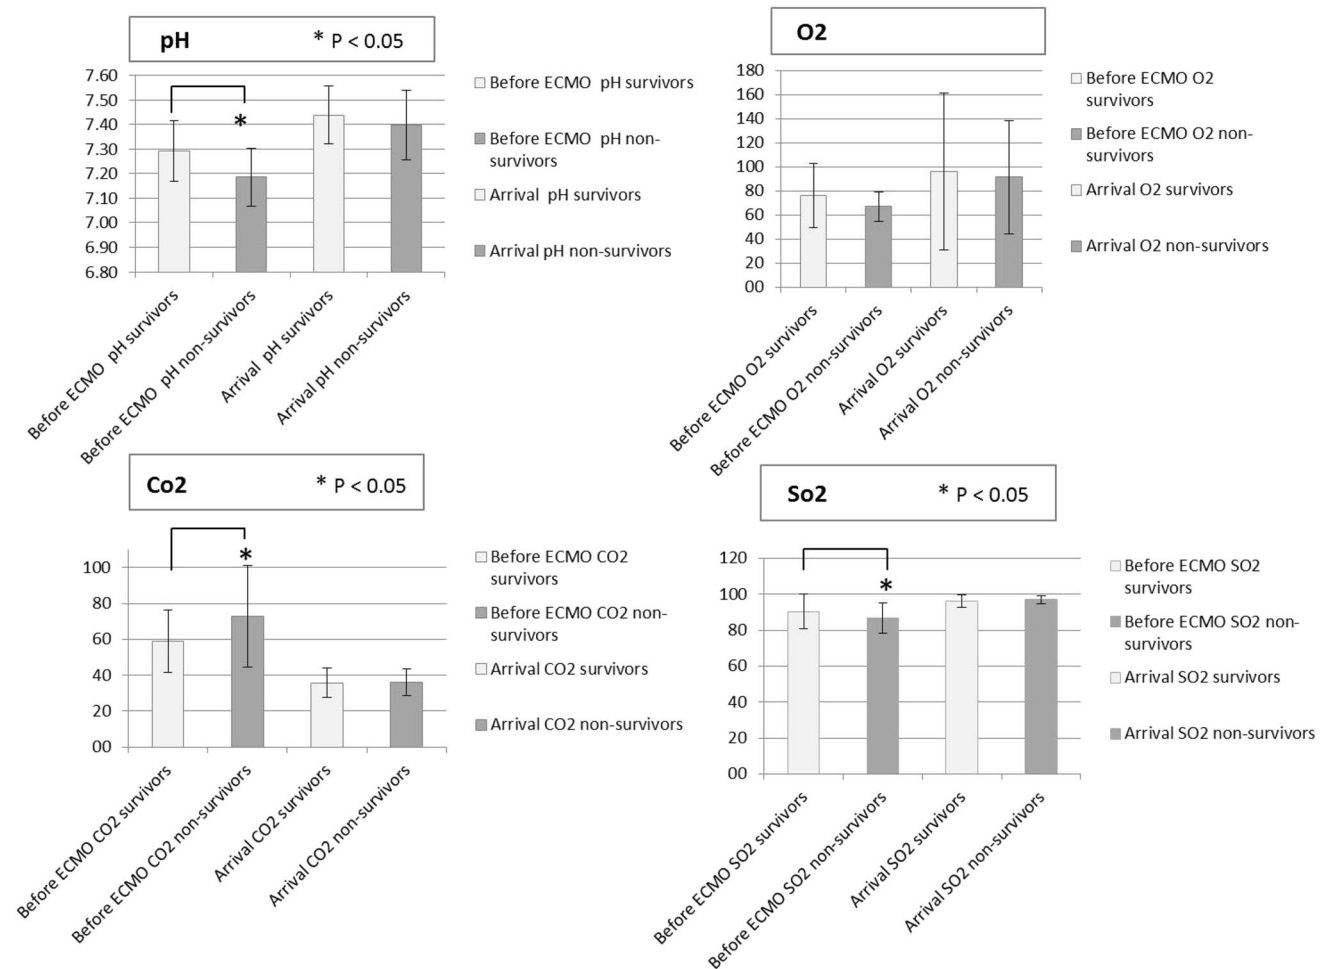 pH * P < 0.05
7.60
7.50
7.40
7.30
7.20
7.10
7.00
6.90
6.80
*
Before ECMO pH survivors
Before ECMO pH non-survivors
Arrival pH survivors
Arrival pH non-survivors
Before ECMO pH survivors
Before ECMO pH non-
survivors
Arrival pH survivors
Arrival pH non-survivors
O2
180
160
140
120
100
80
60
40
20
00
Before ECMO O2 survivors
Before ECMO O2 non-survivors
Arrival O2 survivors
Arrival O2 non-survivors
Before ECMO O2
survivors
Before ECMO O2 non-
survivors
Arrival O2 survivors
Arrival O2 non-survivors
Co2 * P < 0.05
*
100
80
60
40
20
00
Before ECMO CO2 survivors
Before ECMO CO2 non-survivors
Arrival CO2 survivors
Arrival CO2 non-survivors
Before ECMO CO2
survivors
Before ECMO CO2 non-
survivors
Arrival CO2 survivors
Arrival CO2 non-survivors
So2 * P < 0.05
120
100
80
60
40
20
00
*
Before ECMO SO2 survivors
Before ECMO SO2 non-survivors
Arrival SO2 survivors
Arrival SO2 non-survivors
Before ECMO SO2
survivors
Before ECMO SO2 non-
survivors
Arrival SO2 survivors
Arrival SO2 non-survivors